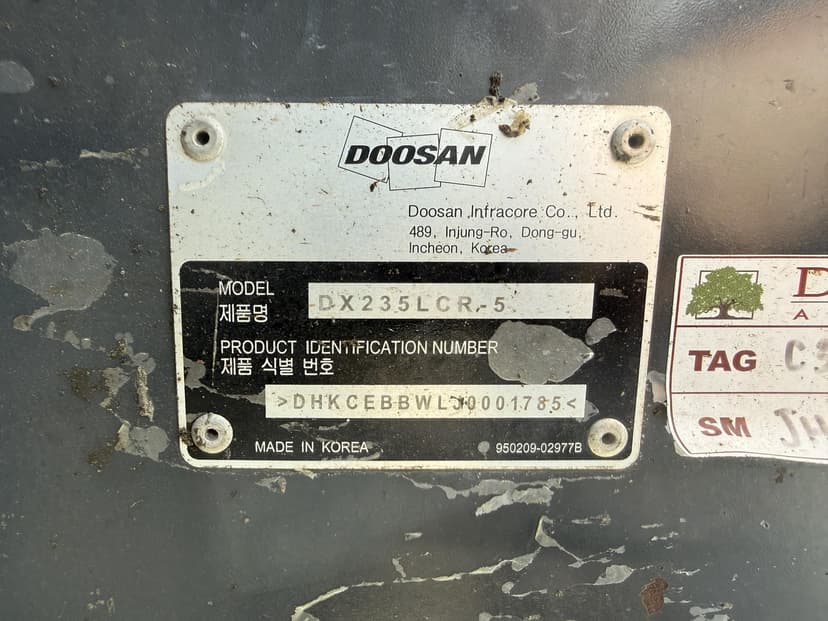 DOOSAN
Doosan Infracore Co., Ltd.
489, Injung-Ro, Dong-gu,
Incheon, Korea
MODEL
제품명
DX235LCR-5
PRODUCT IDENTIFICATION NUMBER
제품 식별 번호
>DHKCEBBWLJ0001785<
MADE IN KOREA
950209-02977B
TAG
SM